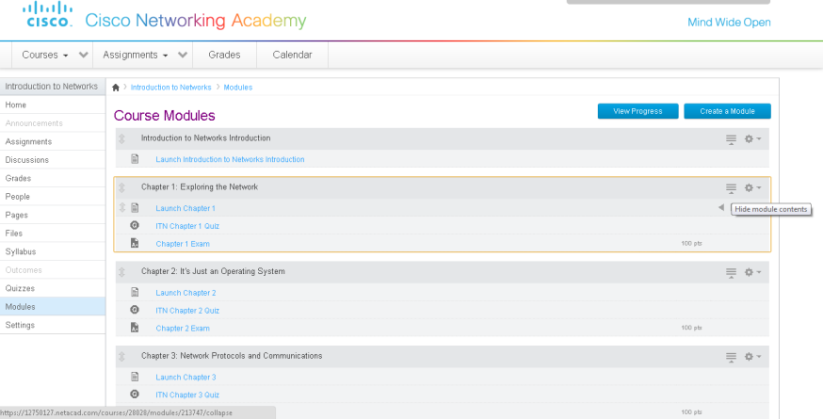 cisco. Cisco Networking Academy
Mind Wide Open
Courses Assignments Grades Calendar
Introduction to Networks
Home
Announcements
Assignments
Discussions
Grades
People
Pages
Files
Syllabus
Outcomes
Quizzes
Modules
Settings
Introduction to Networks > Modules
Course Modules
View Progress
Create a Module
Introduction to Networks Introduction
Launch Introduction to Networks Introduction
Chapter 1: Exploring the Network
Launch Chapter 1
Hide module contents
ITN Chapter 1 Quiz
Chapter 1 Exam
100 pts
Chapter 2: It's Just an Operating System
Launch Chapter 2
ITN Chapter 2 Quiz
Chapter 2 Exam
100 pts
Chapter 3: Network Protocols and Communications
Launch Chapter 3
ITN Chapter 3 Quiz
100 pts
https://12750127.netacad.com/courses/28028/modules/213747/collapse